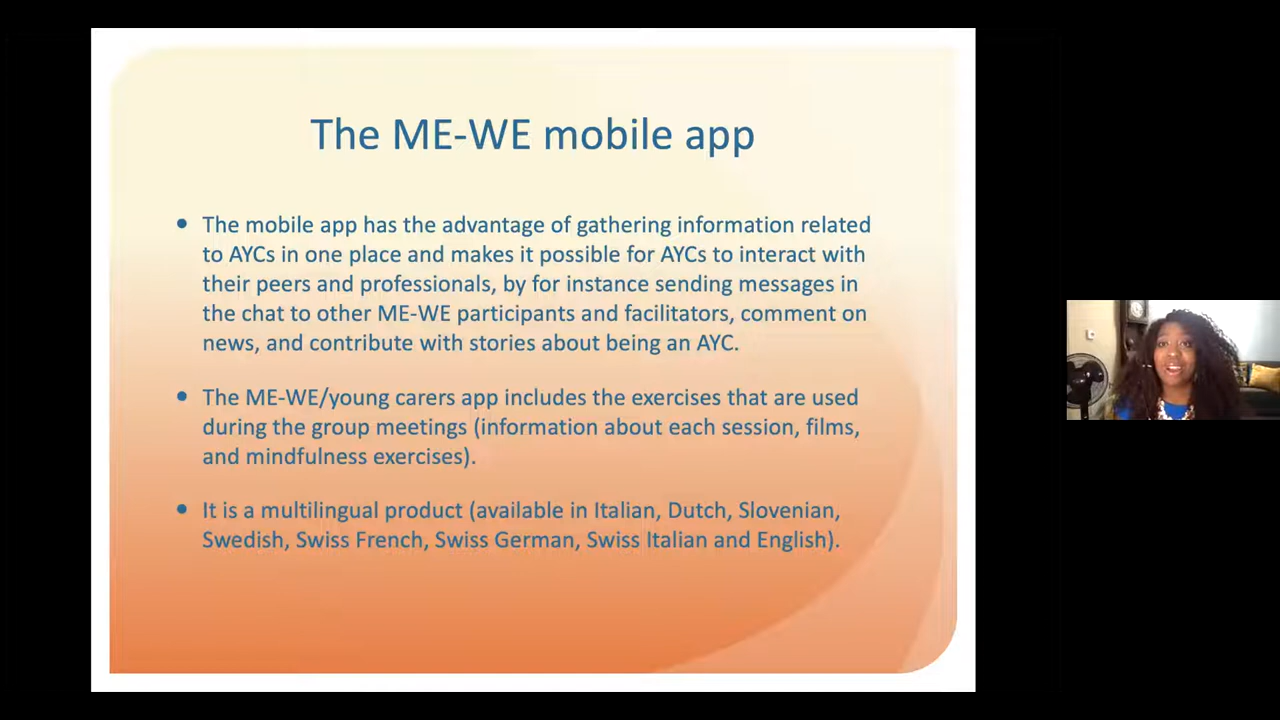 The ME-WE mobile app
• The mobile app has the advantage of gathering information related
to AYCs in one place and makes it possible for AYCs to interact with
their peers and professionals, by for instance sending messages in
the chat to other ME-WE participants and facilitators, comment on
news, and contribute with stories about being an AYC.
• The ME-WE/young carers app includes the exercises that are used
during the group meetings (information about each session, films,
and mindfulness exercises).
• It is a multilingual product (available in Italian, Dutch, Slovenian,
Swedish, Swiss French, Swiss German, Swiss Italian and English).